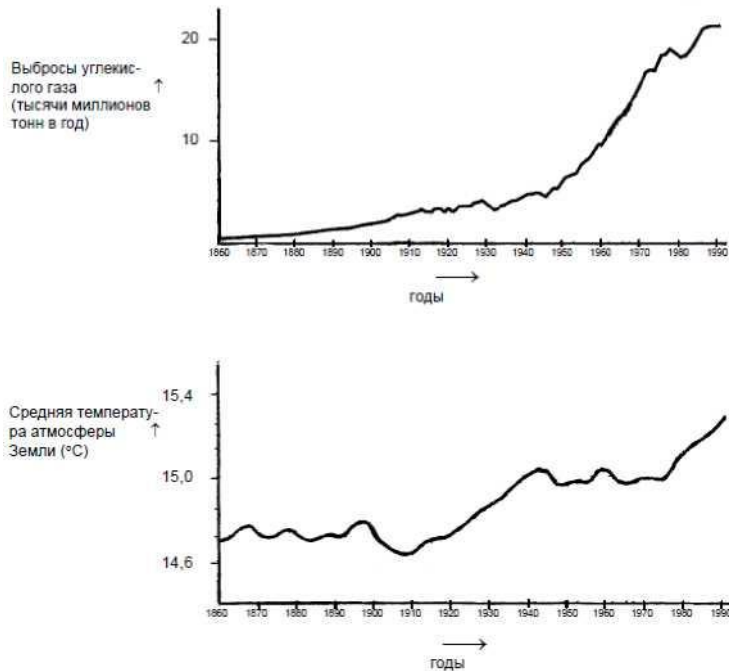 20
Выбросы углекис-
лого газа ↑
(тысячи миллионов
тонн в год)
10
1860 1870 1880 1890 1900 1910 1920 1930 1940 1950 1960 1970 1980 1990
годы
15,4
Средняя температу-
ра атмосферы ↑
Земли (°C)
15,0
14,6
1860 1870 1880 1890 1900 1910 1920 1930 1940 1950 1960 1970 1980 1990
годы